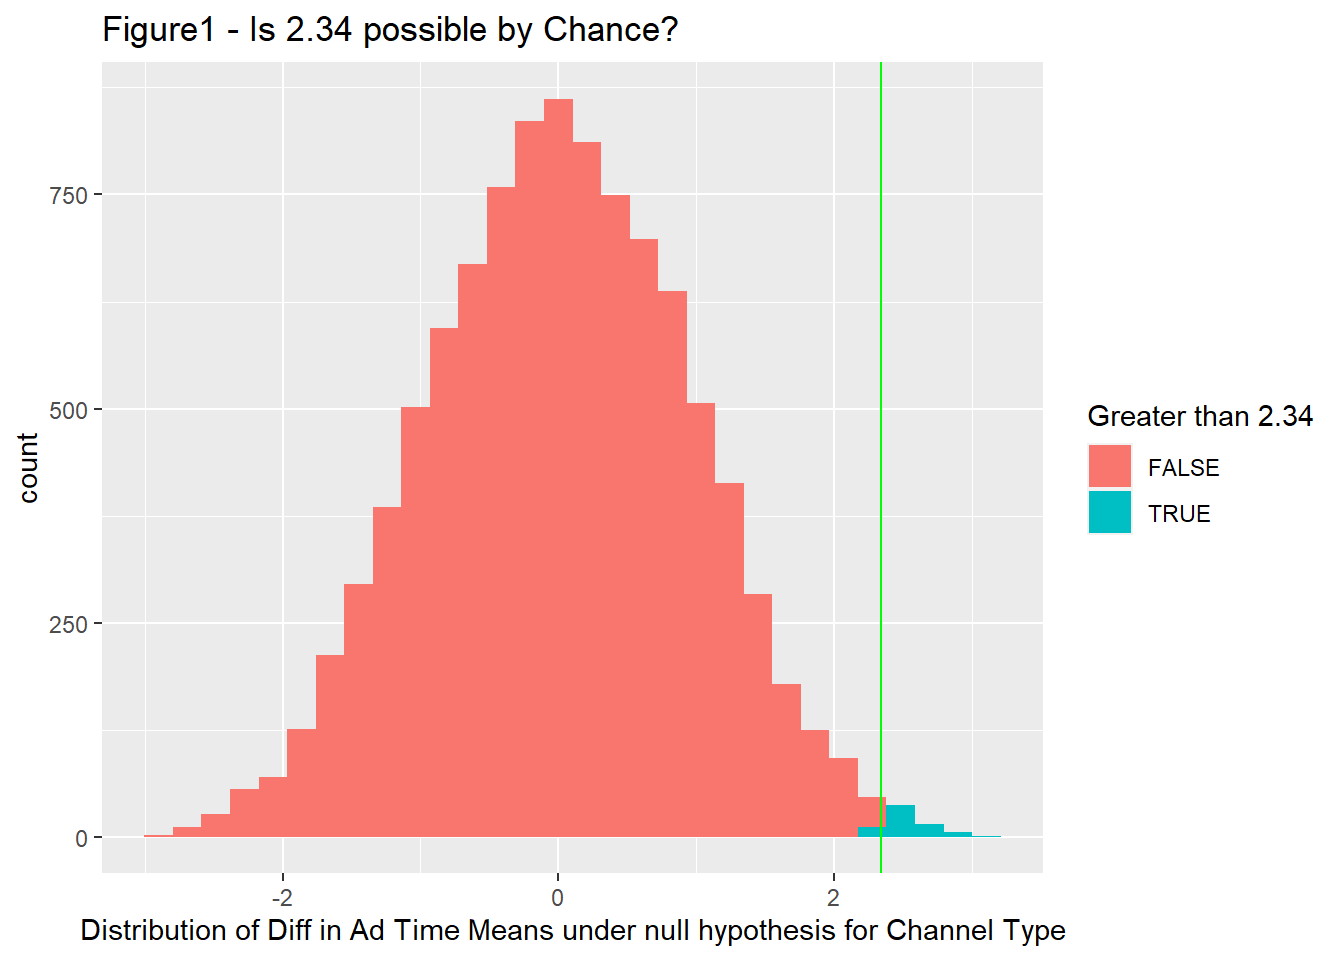 Figure1 - Is 2.34 possible by Chance?
750
500
250
0
count
-2 0 2
Distribution of Diff in Ad Time Means under null hypothesis for Channel Type
Greater than 2.34
FALSE
TRUE